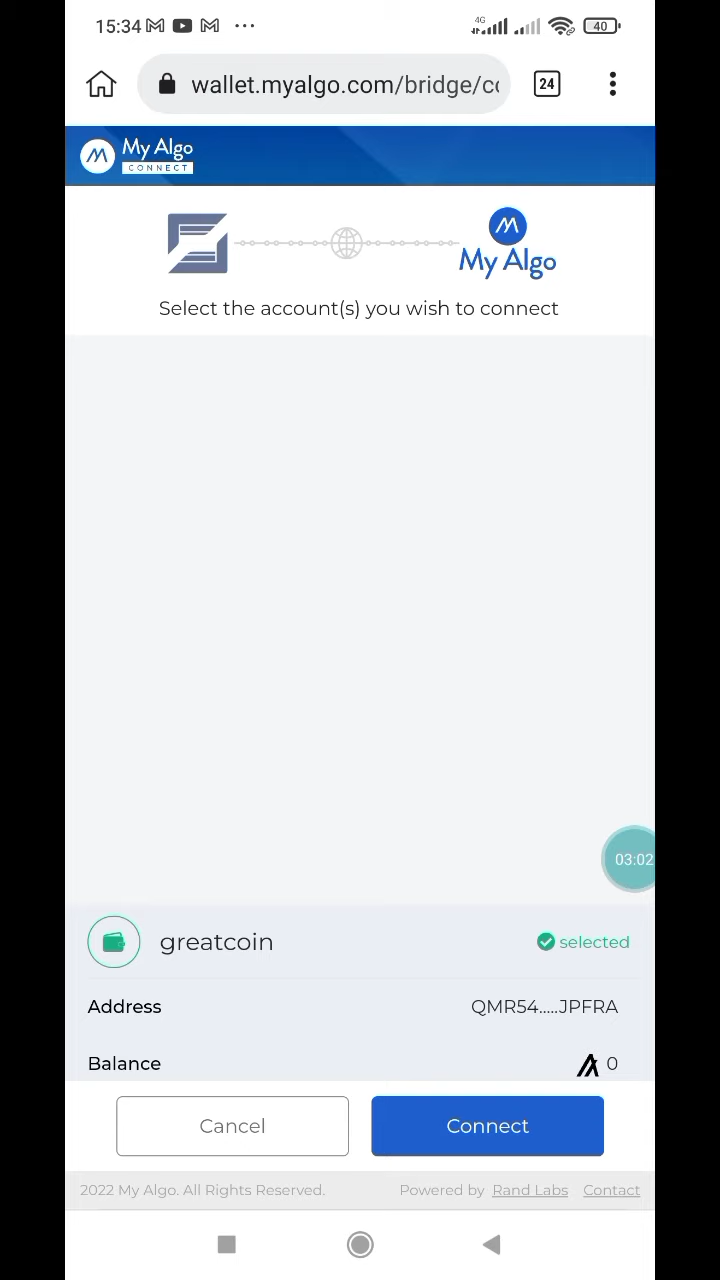 15:34
4G
40
wallet.myalgo.com/bridge/co
24
My Algo
CONNECT
My Algo
Select the account(s) you wish to connect
03:02
greatcoin
selected
Address
QMR54.....JPFRA
Balance
0
Cancel
Connect
2022 My Algo. All Rights Reserved.
Powered by Rand Labs Contact